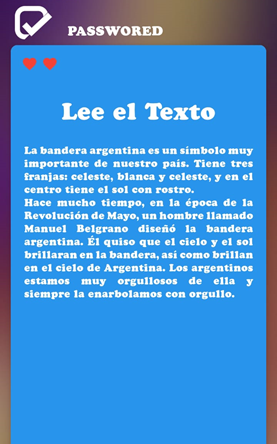 PASSWORED
Lee el Texto
La bandera argentina es un símbolo muy
importante de nuestro país. Tiene tres
franjas: celeste, blanca y celeste, y en el
centro tiene el sol con rostro.
Hace mucho tiempo, en la época de la
Revolución de Mayo, un hombre llamado
Manuel Belgrano diseñó la bandera
argentina. Él quiso que el cielo y el sol
brillaran en la bandera, así como brillan
en el cielo de Argentina. Los argentinos
estamos muy orgullosos de ella y
siempre la enarbolamos con orgullo.